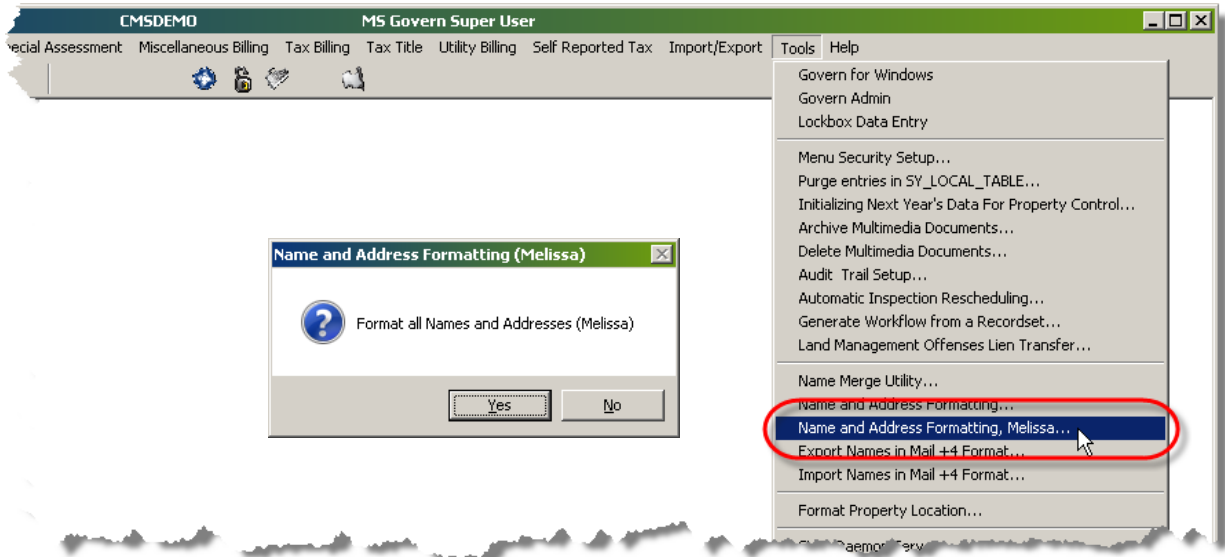 CMSDEMO MS Govern Super User
ecial Assessment Miscellaneous Billing Tax Billing Tax Title Utility Billing Self Reported Tax Import/Export Tools Help
Govern for Windows
Govern Admin
Lockbox Data Entry
Menu Security Setup...
Purge entries in SY_LOCAL_TABLE...
Initializing Next Year's Data For Property Control...
Archive Multimedia Documents...
Delete Multimedia Documents...
Audit Trail Setup...
Automatic Inspection Rescheduling...
Generate Workflow from a Recordset...
Land Management Offenses Lien Transfer...
Name Merge Utility...
Name and Address Formatting...
Name and Address Formatting, Melissa...
Export Names in Mail +4 Format...
Import Names in Mail +4 Format...
Format Property Location...
Name and Address Formatting (Melissa)
Format all Names and Addresses (Melissa)
Yes No